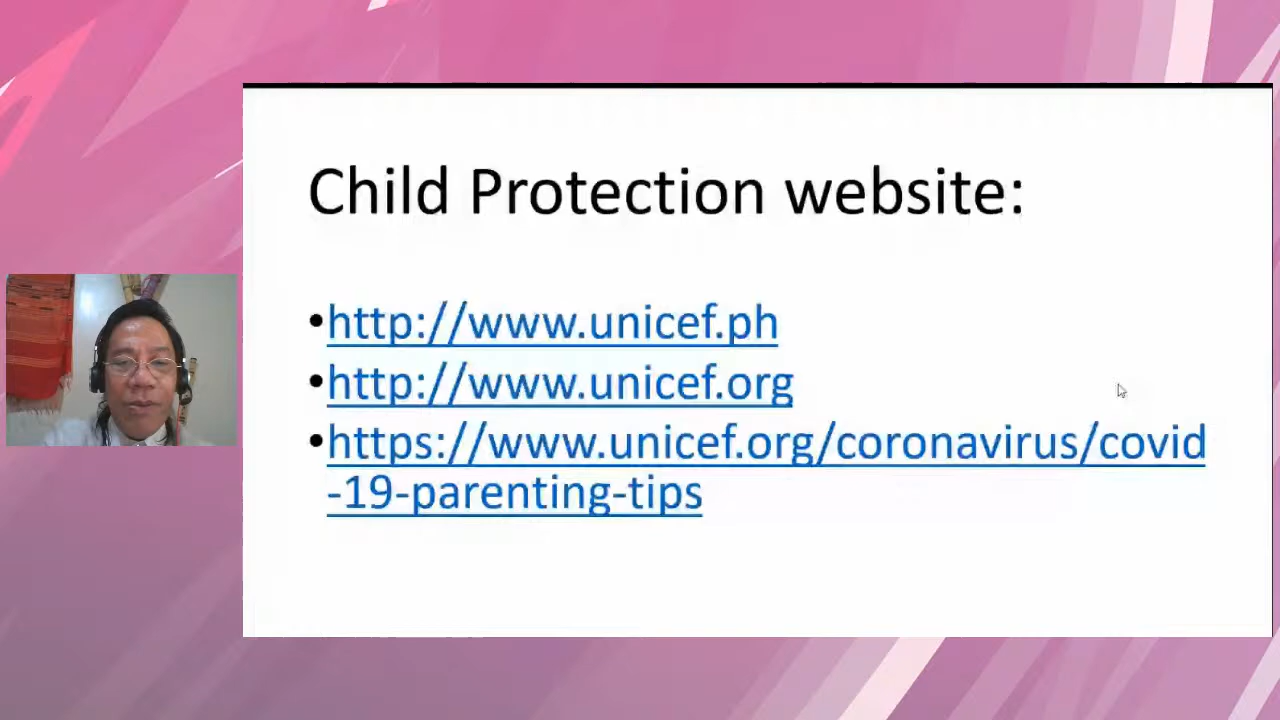 Child Protection website:
•http://www.unicef.ph
•http://www.unicef.org
•https://www.unicef.org/coronavirus/covid
-19-parenting-tips